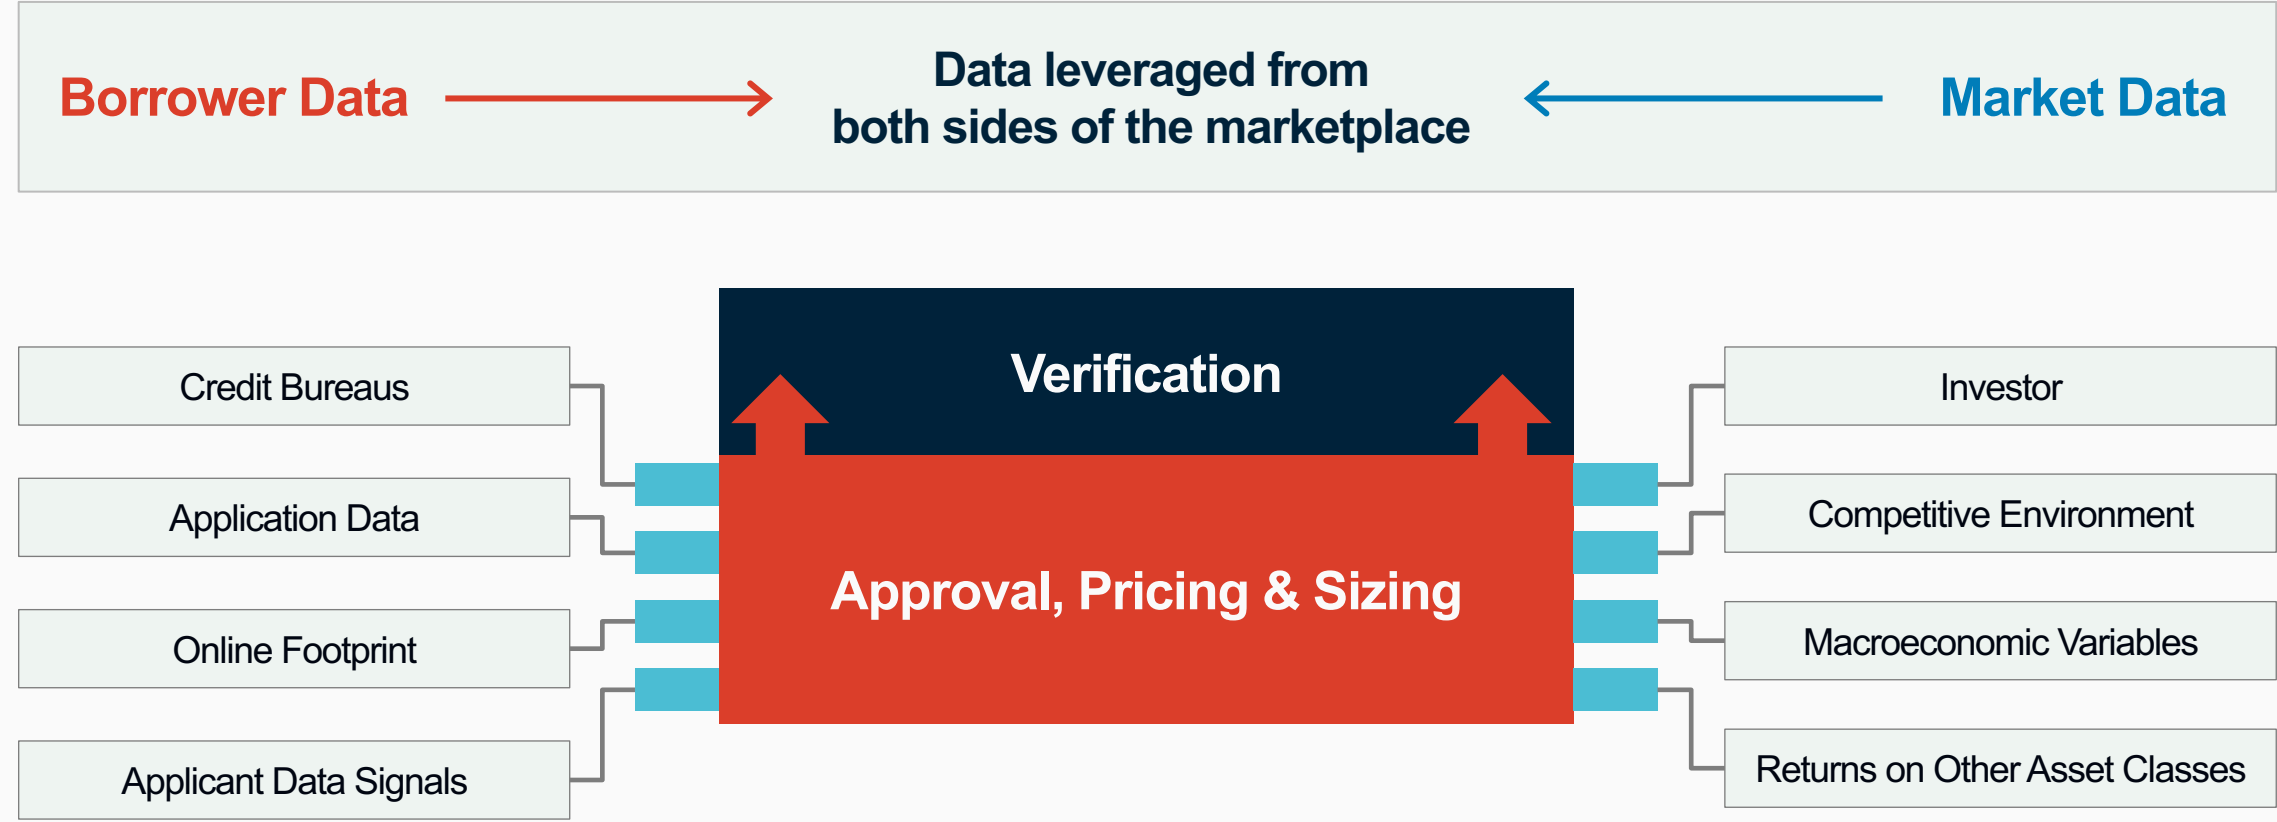 Borrower Data
Data leveraged from
both sides of the marketplace
Market Data
Verification
Approval, Pricing & Sizing
Credit Bureaus
Application Data
Online Footprint
Applicant Data Signals
Investor
Competitive Environment
Macroeconomic Variables
Returns on Other Asset Classes